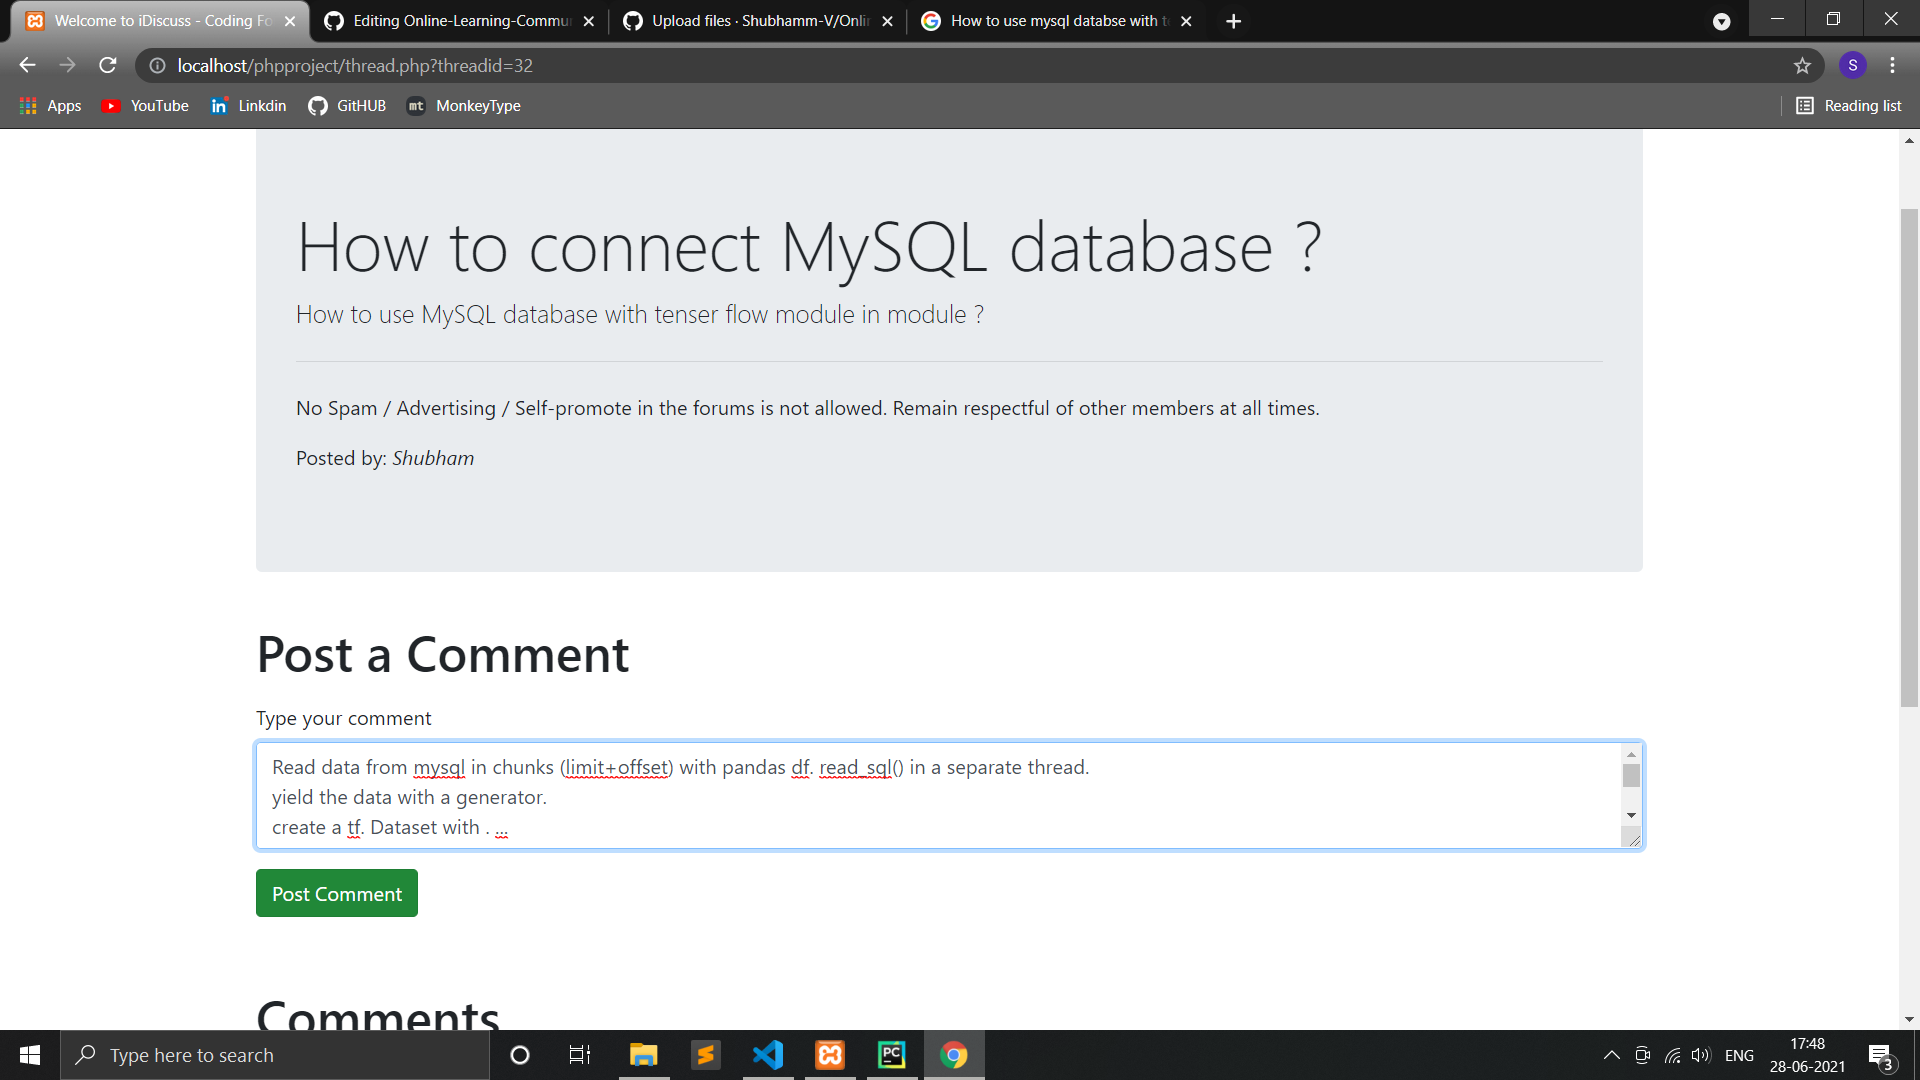 Welcome to iDiscuss - Coding Fo
Editing Online-Learning-Commu
Upload files · Shubhamm-V/Onli
How to use mysql databse with t
localhost/phpproject/thread.php?threadid=32
S
Apps
YouTube
Linkdin
GitHUB
mt MonkeyType
Reading list
How to connect MySQL database ?
How to use MySQL database with tenser flow module in module ?
No Spam / Advertising / Self-promote in the forums is not allowed. Remain respectful of other members at all times.
Posted by: Shubham
Post a Comment
Type your comment
Read data from mysql in chunks (limit+offset) with pandas df. read_sql() in a separate thread.
yield the data with a generator.
create a tf. Dataset with . ...
Post Comment
Comments
Type here to search
PC
ENG
17:48
28-06-2021
3